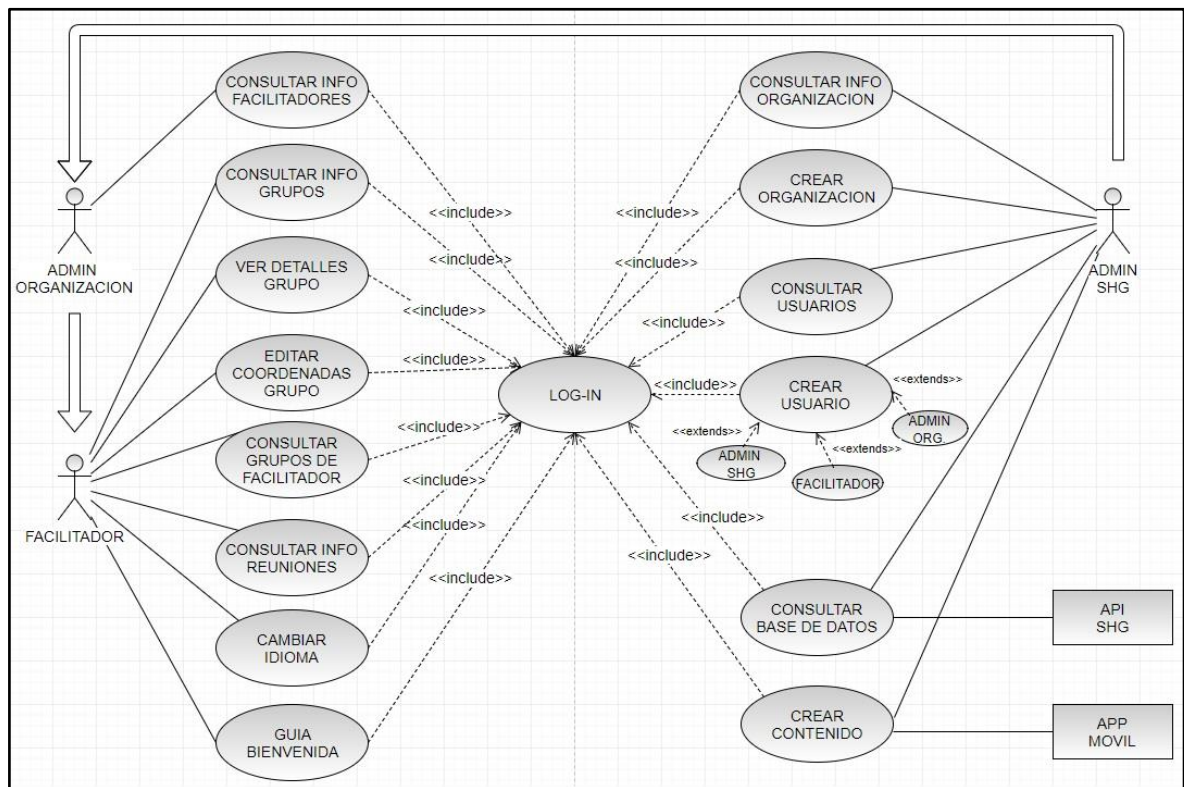 CONSULTAR INFO
FACILITADORES
CONSULTAR INFO
GRUPOS
VER DETALLES
GRUPO
EDITAR
COORDENADAS
GRUPO
CONSULTAR
GRUPOS DE
FACILITADOR
CONSULTAR INFO
REUNIONES
CAMBIAR
IDIOMA
GUIA
BIENVENIDA
ADMIN
ORGANIZACION
FACILITADOR
<<include>>
<<include>>
<<include>>
<<include>>
<<include>>
<<include>>
<<include>>
<<include>>
LOG-IN
<<include>>
<<include>>
<<include>>
<<include>>
<<include>>
<<include>>
CONSULTAR INFO
ORGANIZACION
CREAR
ORGANIZACION
CONSULTAR
USUARIOS
CREAR
USUARIO
<<extends>>
<<extends>>
<<extends>>
ADMIN
SHG
FACILITADOR
ADMIN
ORG.
CONSULTAR
BASE DE DATOS
CREAR
CONTENIDO
ADMIN
SHG
API
SHG
APP
MOVIL